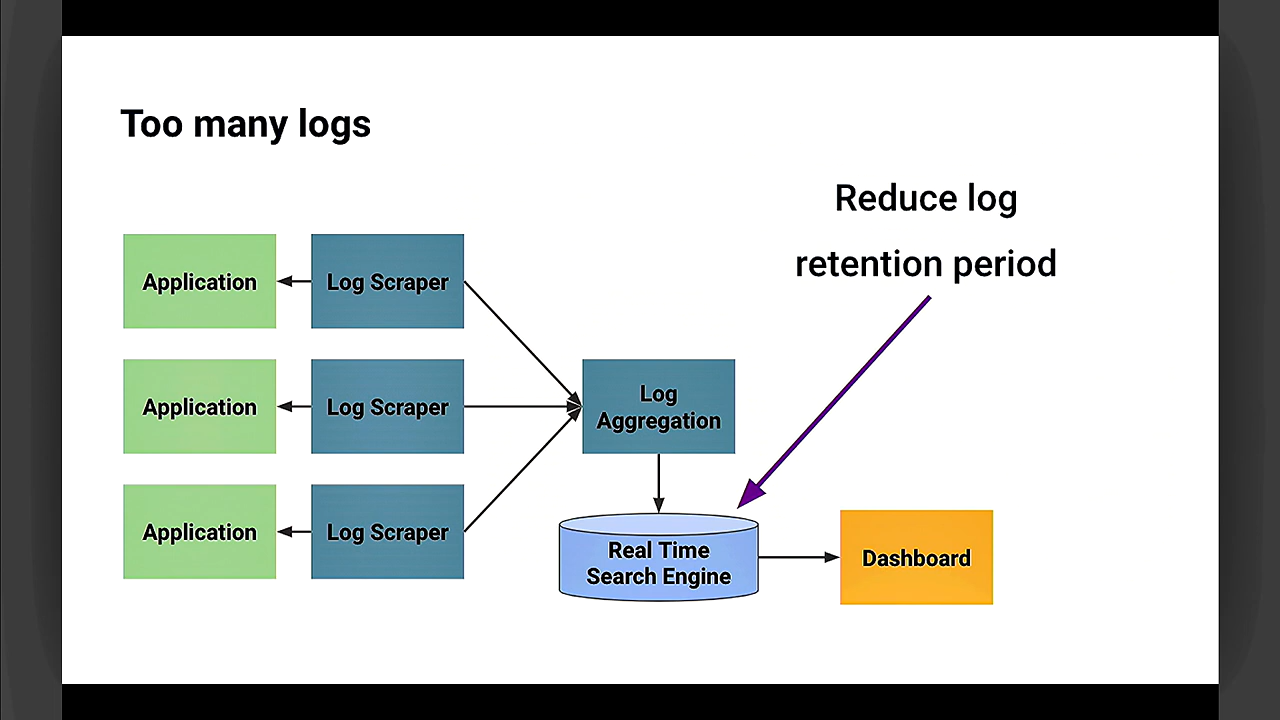 Too many logs
Reduce log
retention period
Application
Log Scraper
Application
Log Scraper
Log
Aggregation
Application
Log Scraper
Real Time
Search Engine
Dashboard